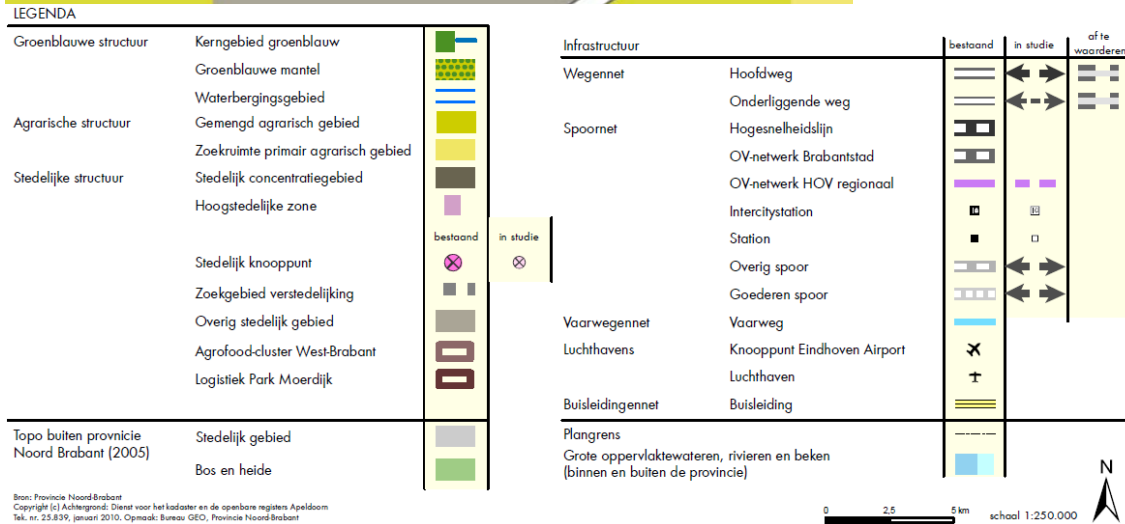 LEGENDA
Groenblauwe structuur Kerngebied groenblauw
Groenblauwe mantel
Waterbergingsgebied
Agrarische structuur Gemengd agrarisch gebied
Zoekruimte primair agrarisch gebied
Stedelijke structuur Stedelijk concentratiegebied
Hoogstedelijke zone
bestaand in studie
Stedelijk knooppunt
Zoekgebied verstedelijking
Overig stedelijk gebied
Agrofood-cluster West-Brabant
Logistiek Park Moerdijk
Topo buiten provnicie Stedelijk gebied
Noord Brabant (2005)
Bos en heide
Infrastructuur bestaand in studie af te
waarderen
Wegennet Hoofdweg
Onderliggende weg
Spoornet Hogesnelheidslijn
OV-netwerk Brabantstad
OV-netwerk HOV regionaal
Intercitystation
Station
Overig spoor
Goederen spoor
Vaarwegennet Vaarweg
Luchthavens Knooppunt Eindhoven Airport
Luchthaven
Buisleidingennet Buisleiding
Plangrens
Grote oppervlaktewateren, rivieren en beken
(binnen en buiten de provincie)
Bron: Provincie Noord-Brabant
Copyright (c) Achtergrond: Dienst voor het kadaster en de openbare registers Apeldoorn
Tek. nr. 25.839, januari 2010. Opmaak: Bureau GEO, Provincie Noord-Brabant
0 2,5 5 km schaal 1:250.000
N